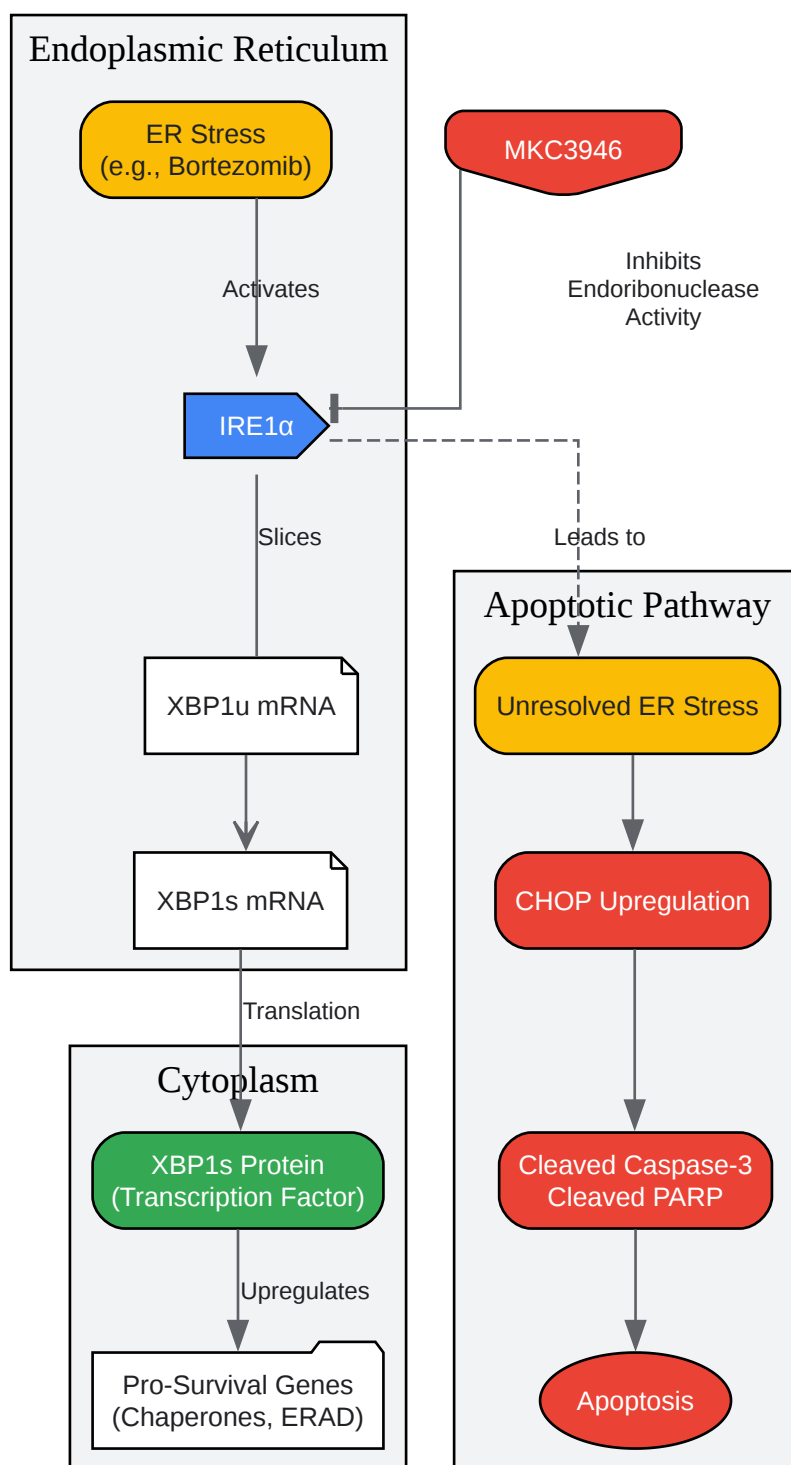 Endoplasmic Reticulum
ER Stress
(e.g., Bortezomib)
MKC3946
Inhibits
Endoribonuclease
Activity
Activates
IRE1α
Slices
Leads to
Apoptotic Pathway
XBP1u mRNA
Unresolved ER Stress
XBP1s mRNA
CHOP Upregulation
Translation
Cytoplasm
XBP1s Protein
(Transcription Factor)
Cleaved Caspase-3
Cleaved PARP
Upregulates
Pro-Survival Genes
(Chaperones, ERAD)
Apoptosis